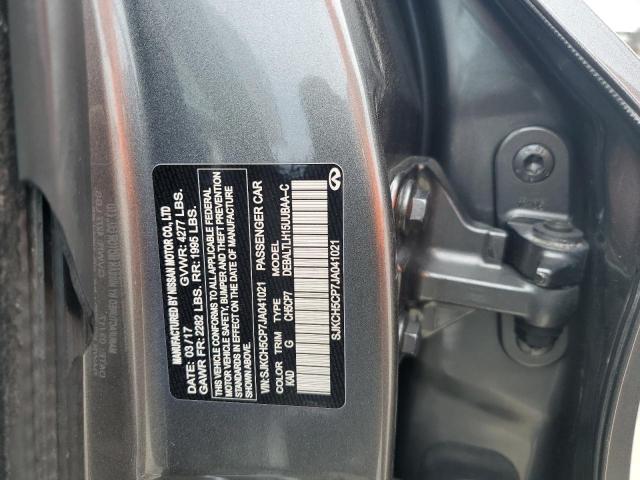 MANUFACTURED BY NISSAN MOTOR CO., LTD
DATE: 03/17 GVWR: 4277 LBS.
GAWR FR: 2282 LBS. RR: 1995 LBS.
THIS VEHICLE CONFORMS TO ALL APPLICABLE FEDERAL
MOTOR VEHICLE SAFETY, BUMPER AND THEFT PREVENTION
STANDARDS IN EFFECT ON THE DATE OF MANUFACTURE
SHOWN ABOVE.
VIN:SJKCH5CP7JA041021 PASSENGER CAR
COLOR TRIM TYPE MODEL
KAD G CH5CP7 DEBALTLH15UUBAA-C
SJKCH5CP7JA041021